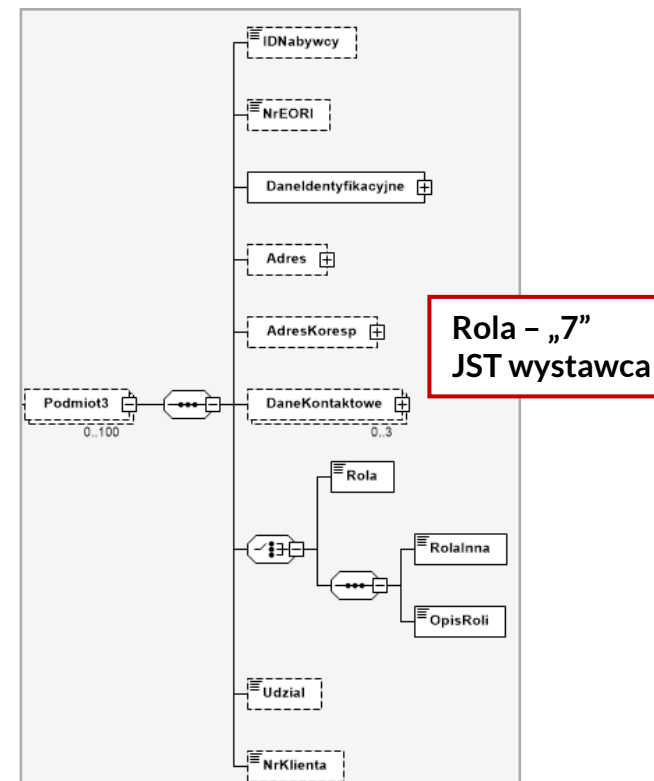 IDNabywcy
NrEORI
DaneIdentyfikacyjne
Adres
AdresKoresp
Rola – „7”
JST wystawca
Podmiot3
0..100
DaneKontaktowe
0..3
Rola
RolaInna
OpisRoli
Udzial
NrKlienta